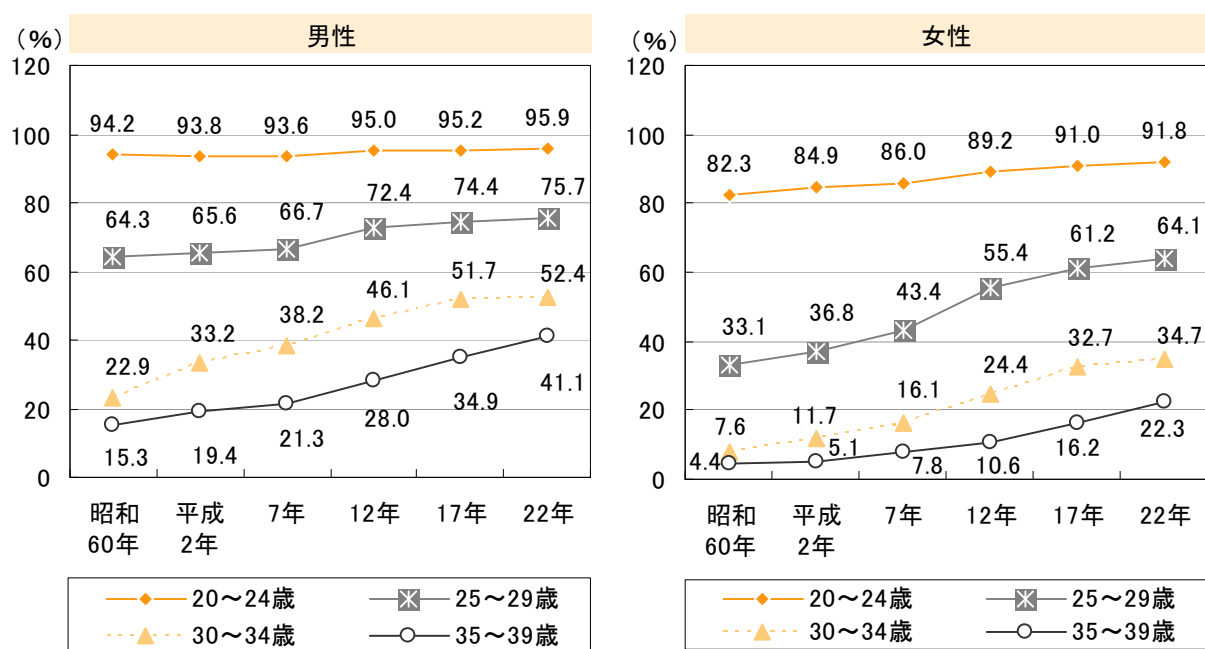 男性
(%)
120
100
80
60
40
20
0
94.2 93.8 93.6 95.0 95.2 95.9
64.3 65.6 66.7 72.4 74.4 75.7
22.9 33.2 38.2 46.1 51.7 52.4
15.3 19.4 21.3 28.0 34.9 41.1
昭和 平成 7年 12年 17年 22年
60年 2年
20～24歳 25～29歳
30～34歳 35～39歳
女性
(%)
120
100
80
60
40
20
0
82.3 84.9 86.0 89.2 91.0 91.8
33.1 36.8 43.4 55.4 61.2 64.1
7.6 11.7 16.1 24.4 32.7 34.7
4.4 5.1 7.8 10.6 16.2 22.3
昭和 平成 7年 12年 17年 22年
60年 2年
20～24歳 25～29歳
30～34歳 35～39歳